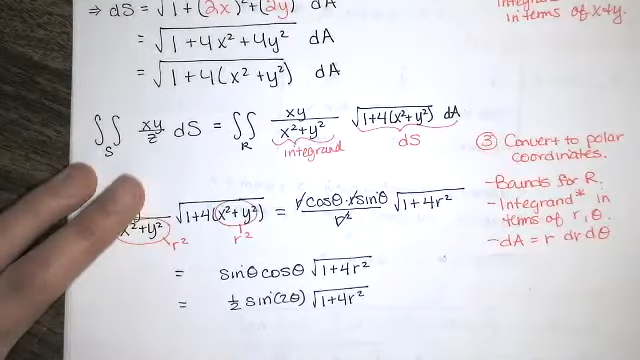 ⇒ dS = √(1 + (2x)² + (2y)²) dA
Integrand
in terms of x+y.
= √(1 + 4x² + 4y²) dA
= √(1 + 4(x² + y²)) dA
∬_S xy/z dS = ∬_R xy/(x²+y²) √(1+4(x²+y²)) dA
integrand dS
③ Convert to polar
coordinates.
- Bounds for R.
- Integrand* in
terms of r, θ.
- dA = r dr dθ
x²+y² √(1+4(x²+y²)) = r cosθ · r sinθ / r² √(1+4r²)
r² r²
= sinθ cosθ √(1+4r²)
= ½ sin(2θ) √(1+4r²)